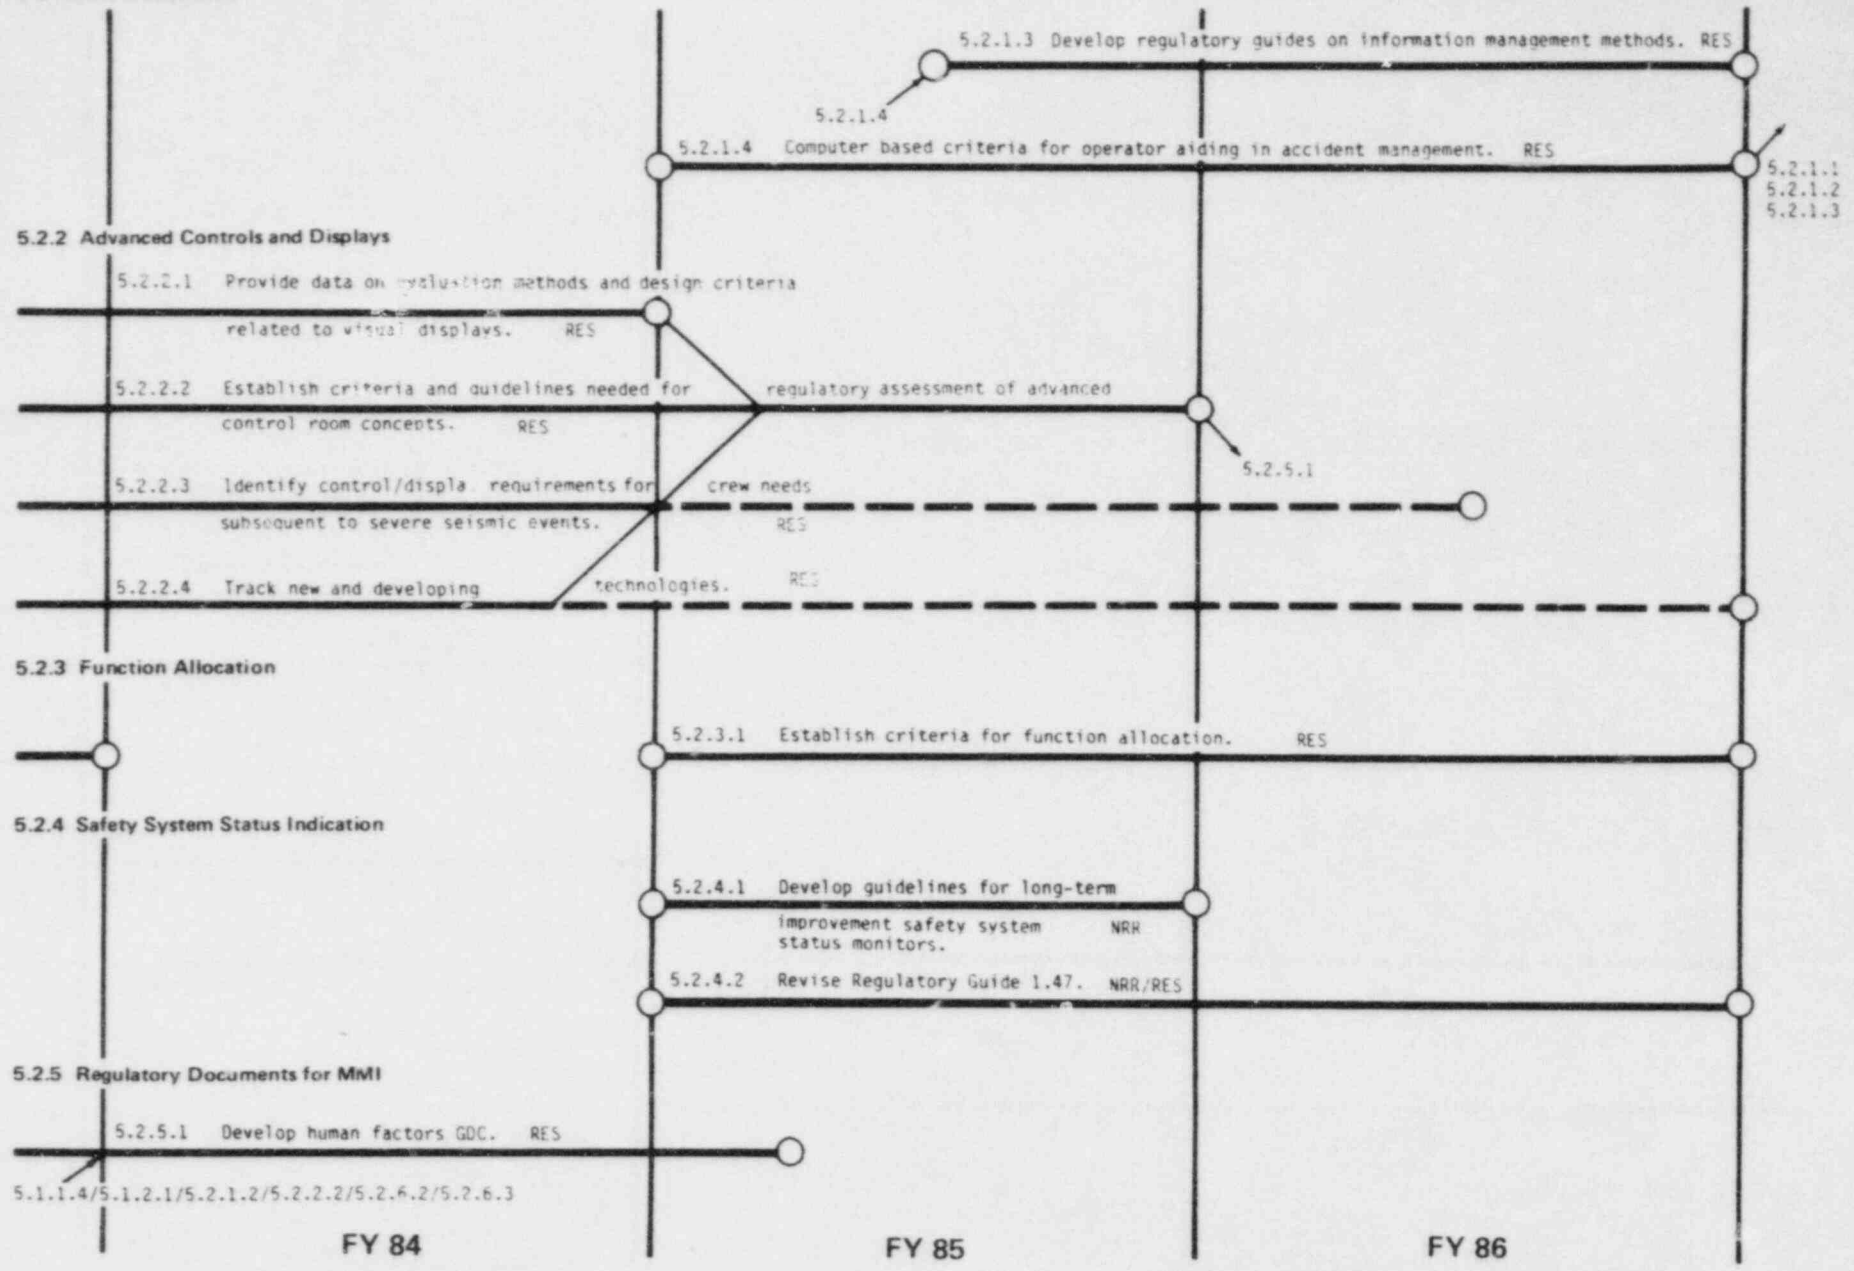 5.2.1.3 Develop regulatory guides on information management methods. RES
5.2.1.4
5.2.1.4 Computer based criteria for operator aiding in accident management. RES
5.2.1.1
5.2.1.2
5.2.1.3
5.2.2 Advanced Controls and Displays
5.2.2.1 Provide data on evaluation methods and design criteria
related to visual displays. RES
5.2.2.2 Establish criteria and guidelines needed for regulatory assessment of advanced
control room concepts. RES
5.2.5.1
5.2.2.3 Identify control/displa requirements for crew needs
subsequent to severe seismic events. RES
5.2.2.4 Track new and developing technologies. RES
5.2.3 Function Allocation
5.2.3.1 Establish criteria for function allocation. RES
5.2.4 Safety System Status Indication
5.2.4.1 Develop guidelines for long-term
improvement safety system NRR
status monitors.
5.2.4.2 Revise Regulatory Guide 1.47. NRR/RES
5.2.5 Regulatory Documents for MMI
5.2.5.1 Develop human factors GDC. RES
5.1.1.4/5.1.2.1/5.2.1.2/5.2.2.2/5.2.6.2/5.2.6.3
FY 84 FY 85 FY 86